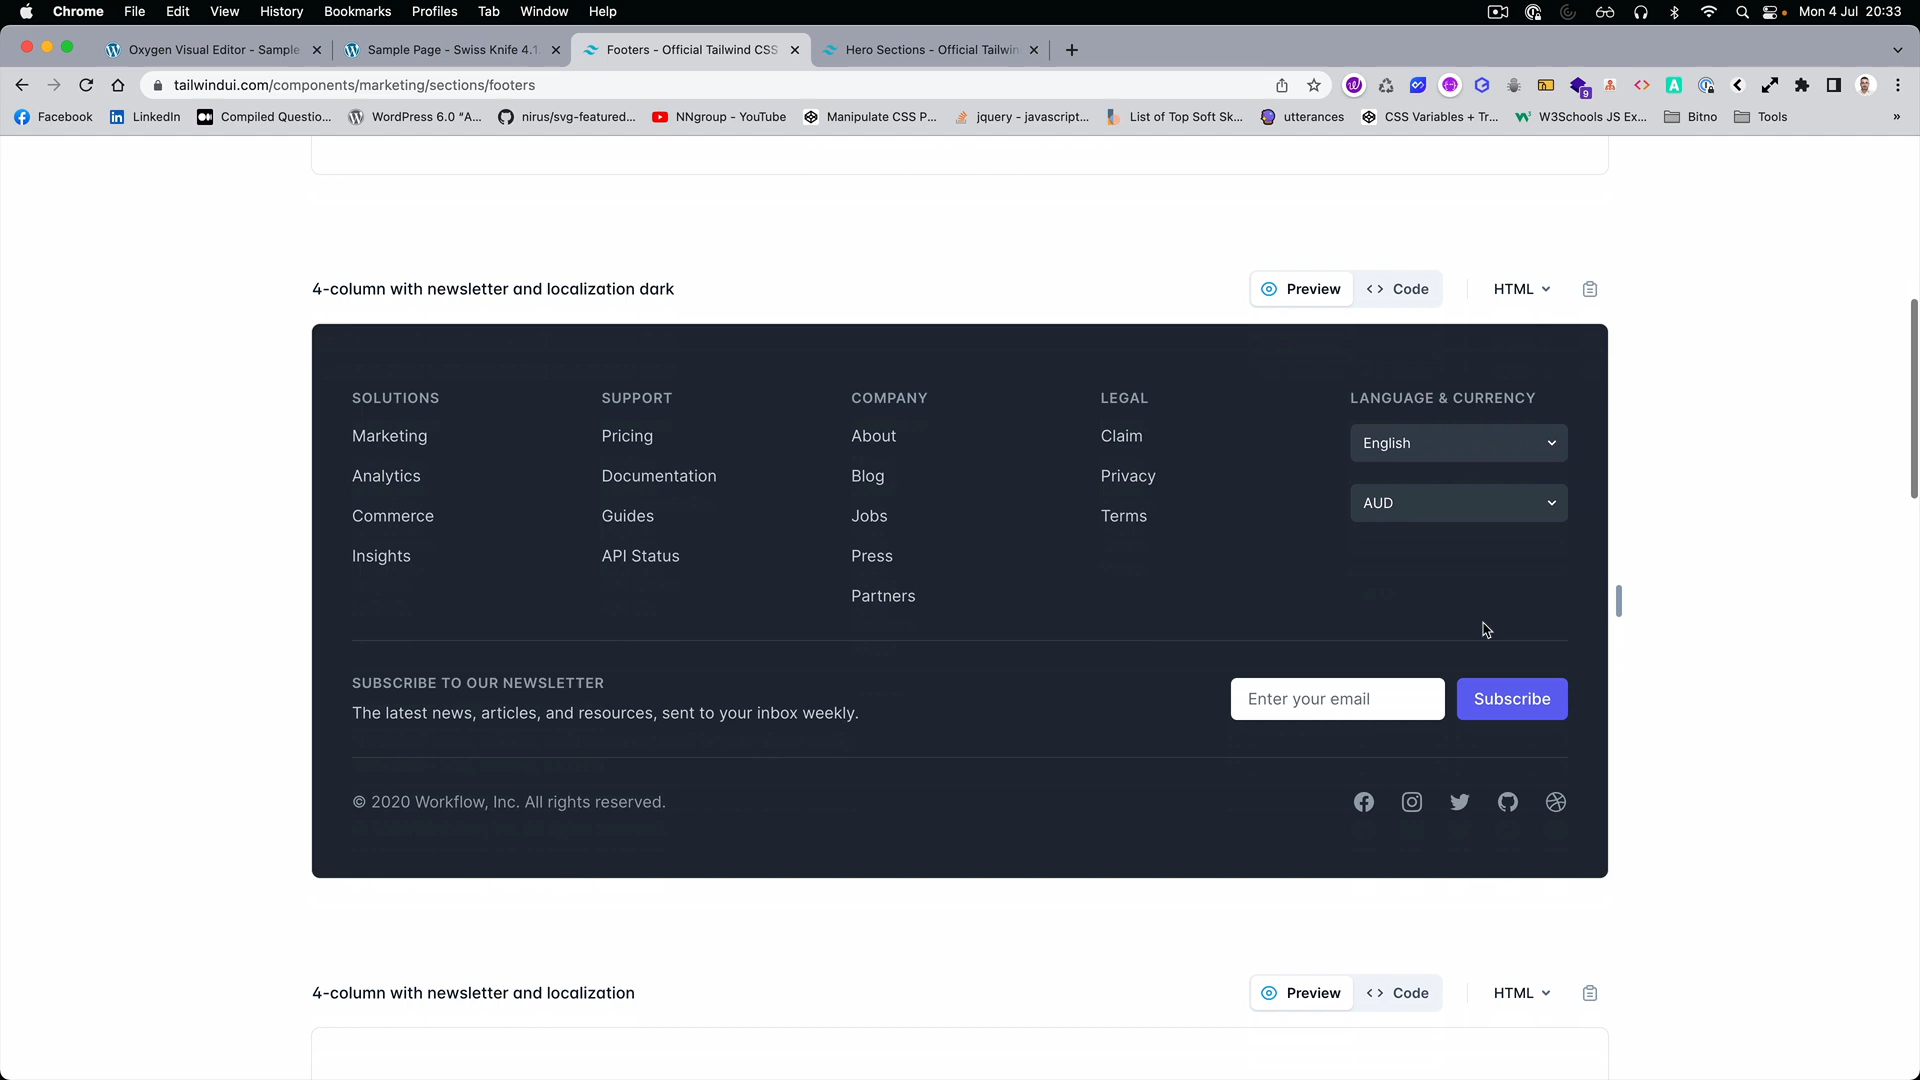 Chrome File Edit View History Bookmarks Profiles Tab Window Help Mon 4 Jul 20:33
Oxygen Visual Editor - Sample Sample Page - Swiss Knife 4.1. Footers - Official Tailwind CSS Hero Sections - Official Tailwin
tailwindui.com/components/marketing/sections/footers 9
Facebook LinkedIn Compiled Questio... WordPress 6.0 “A... nirus/svg-featured... NNgroup - YouTube Manipulate CSS P... jquery - javascript... List of Top Soft Sk... utterances CSS Variables + Tr... W3Schools JS Ex... Bitno Tools »
4-column with newsletter and localization dark Preview Code HTML
SOLUTIONS SUPPORT COMPANY LEGAL LANGUAGE & CURRENCY
Marketing Pricing About Claim English
Analytics Documentation Blog Privacy AUD
Commerce Guides Jobs Terms
Insights API Status Press
Partners
SUBSCRIBE TO OUR NEWSLETTER
The latest news, articles, and resources, sent to your inbox weekly. Enter your email Subscribe
© 2020 Workflow, Inc. All rights reserved.
4-column with newsletter and localization Preview Code HTML